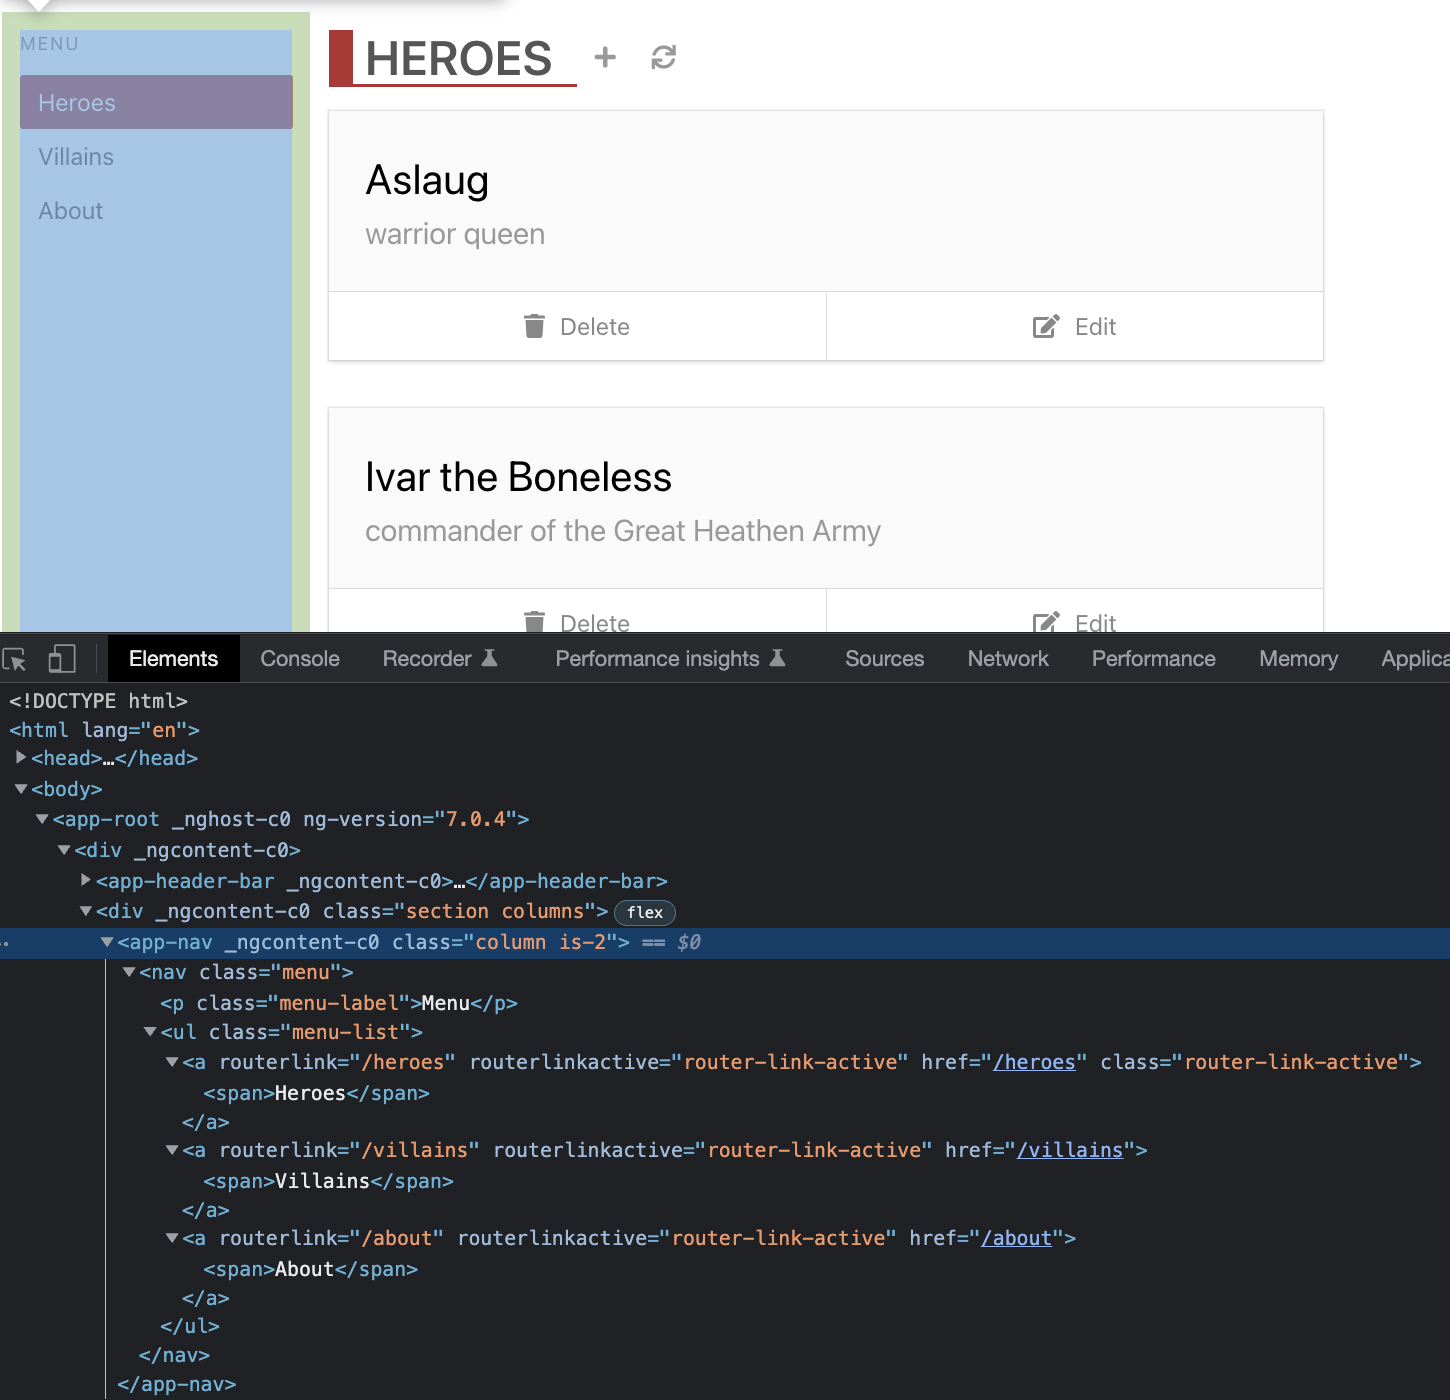 MENU
Heroes
Villains
About
HEROES
Aslaug
warrior queen
Delete
Edit
Ivar the Boneless
commander of the Great Heathen Army
Delete
Edit
Elements Console Recorder Performance insights Sources Network Performance Memory Applica
<!DOCTYPE html>
<html lang="en">
<head>…</head>
<body>
<app-root _nghost-c0 ng-version="7.0.4">
<div _ngcontent-c0>
<app-header-bar _ngcontent-c0>…</app-header-bar>
<div _ngcontent-c0 class="section columns"> flex
<app-nav _ngcontent-c0 class="column is-2"> == $0
<nav class="menu">
<p class="menu-label">Menu</p>
<ul class="menu-list">
<a routerlink="/heroes" routerlinkactive="router-link-active" href="/heroes" class="router-link-active">
<span>Heroes</span>
</a>
<a routerlink="/villains" routerlinkactive="router-link-active" href="/villains">
<span>Villains</span>
</a>
<a routerlink="/about" routerlinkactive="router-link-active" href="/about">
<span>About</span>
</a>
</ul>
</nav>
</app-nav>